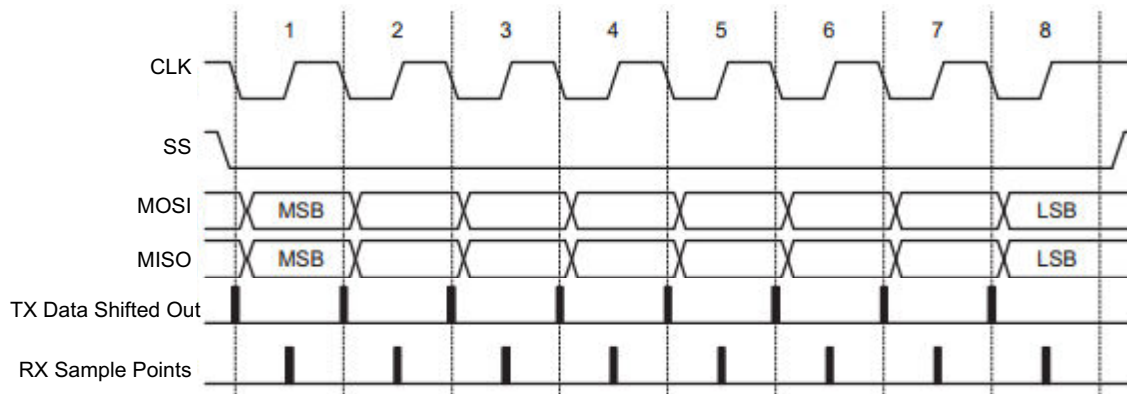 1 2 3 4 5 6 7 8
CLK
SS
MOSI MSB LSB
MISO MSB LSB
TX Data Shifted Out
RX Sample Points